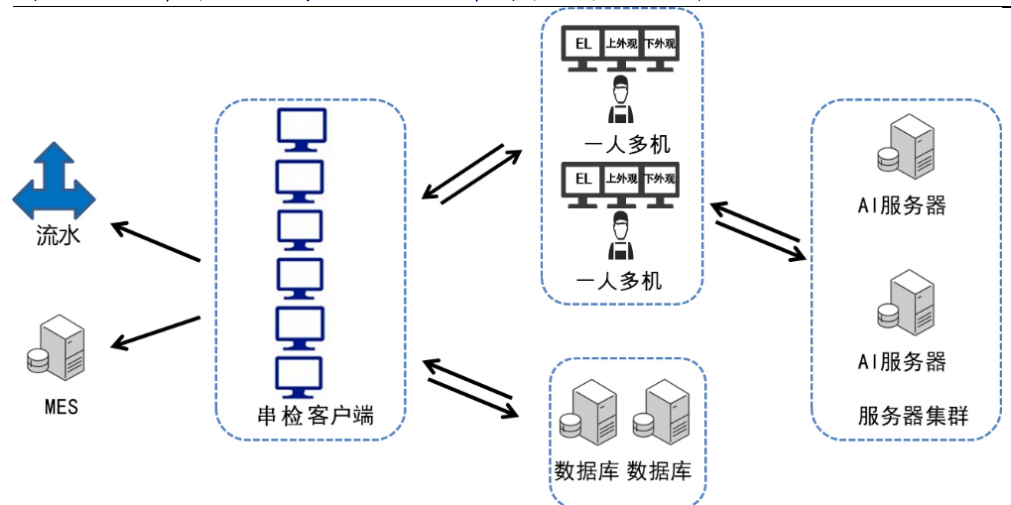 EL 上外观 下外观
一人多机
EL 上外观 下外观
一人多机
流水
MES
串检客户端
数据库 数据库
AI服务器
AI服务器
服务器集群